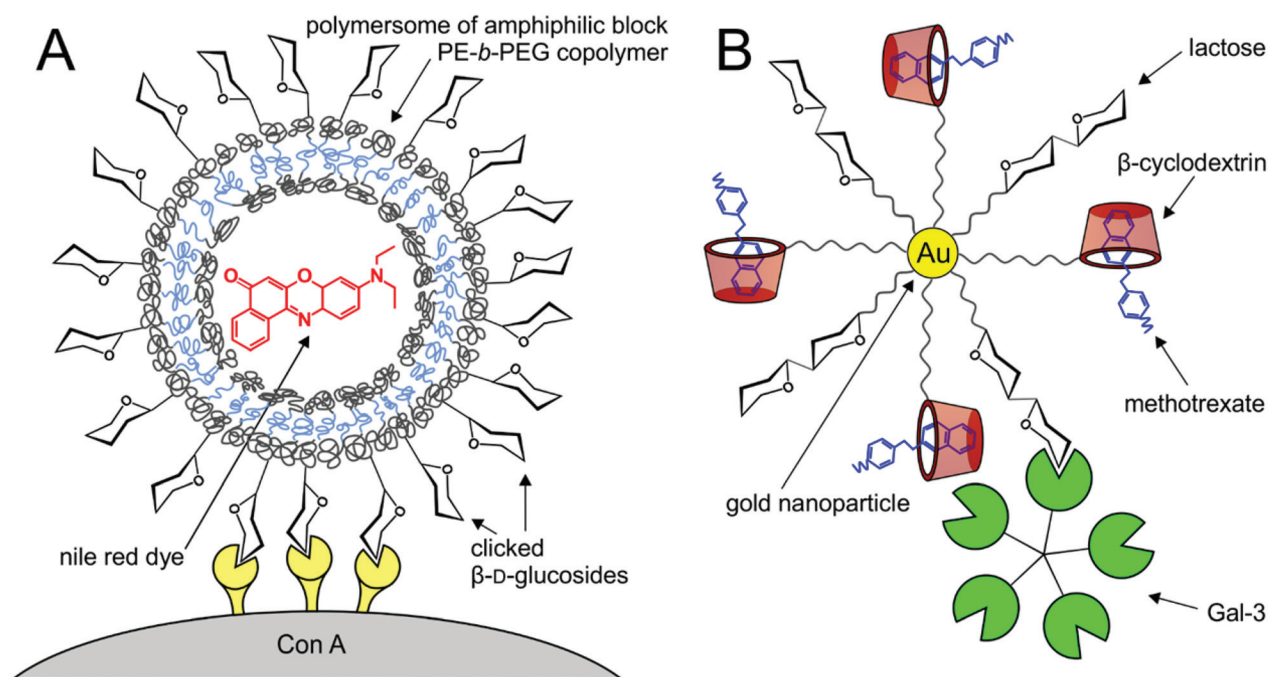 A
polymersome of amphiphilic block
PE-b-PEG copolymer
O
O
N
N
nile red dye
clicked
β-D-glucosides
Con A
B
lactose
β-cyclodextrin
Au
methotrexate
gold nanoparticle
Gal-3